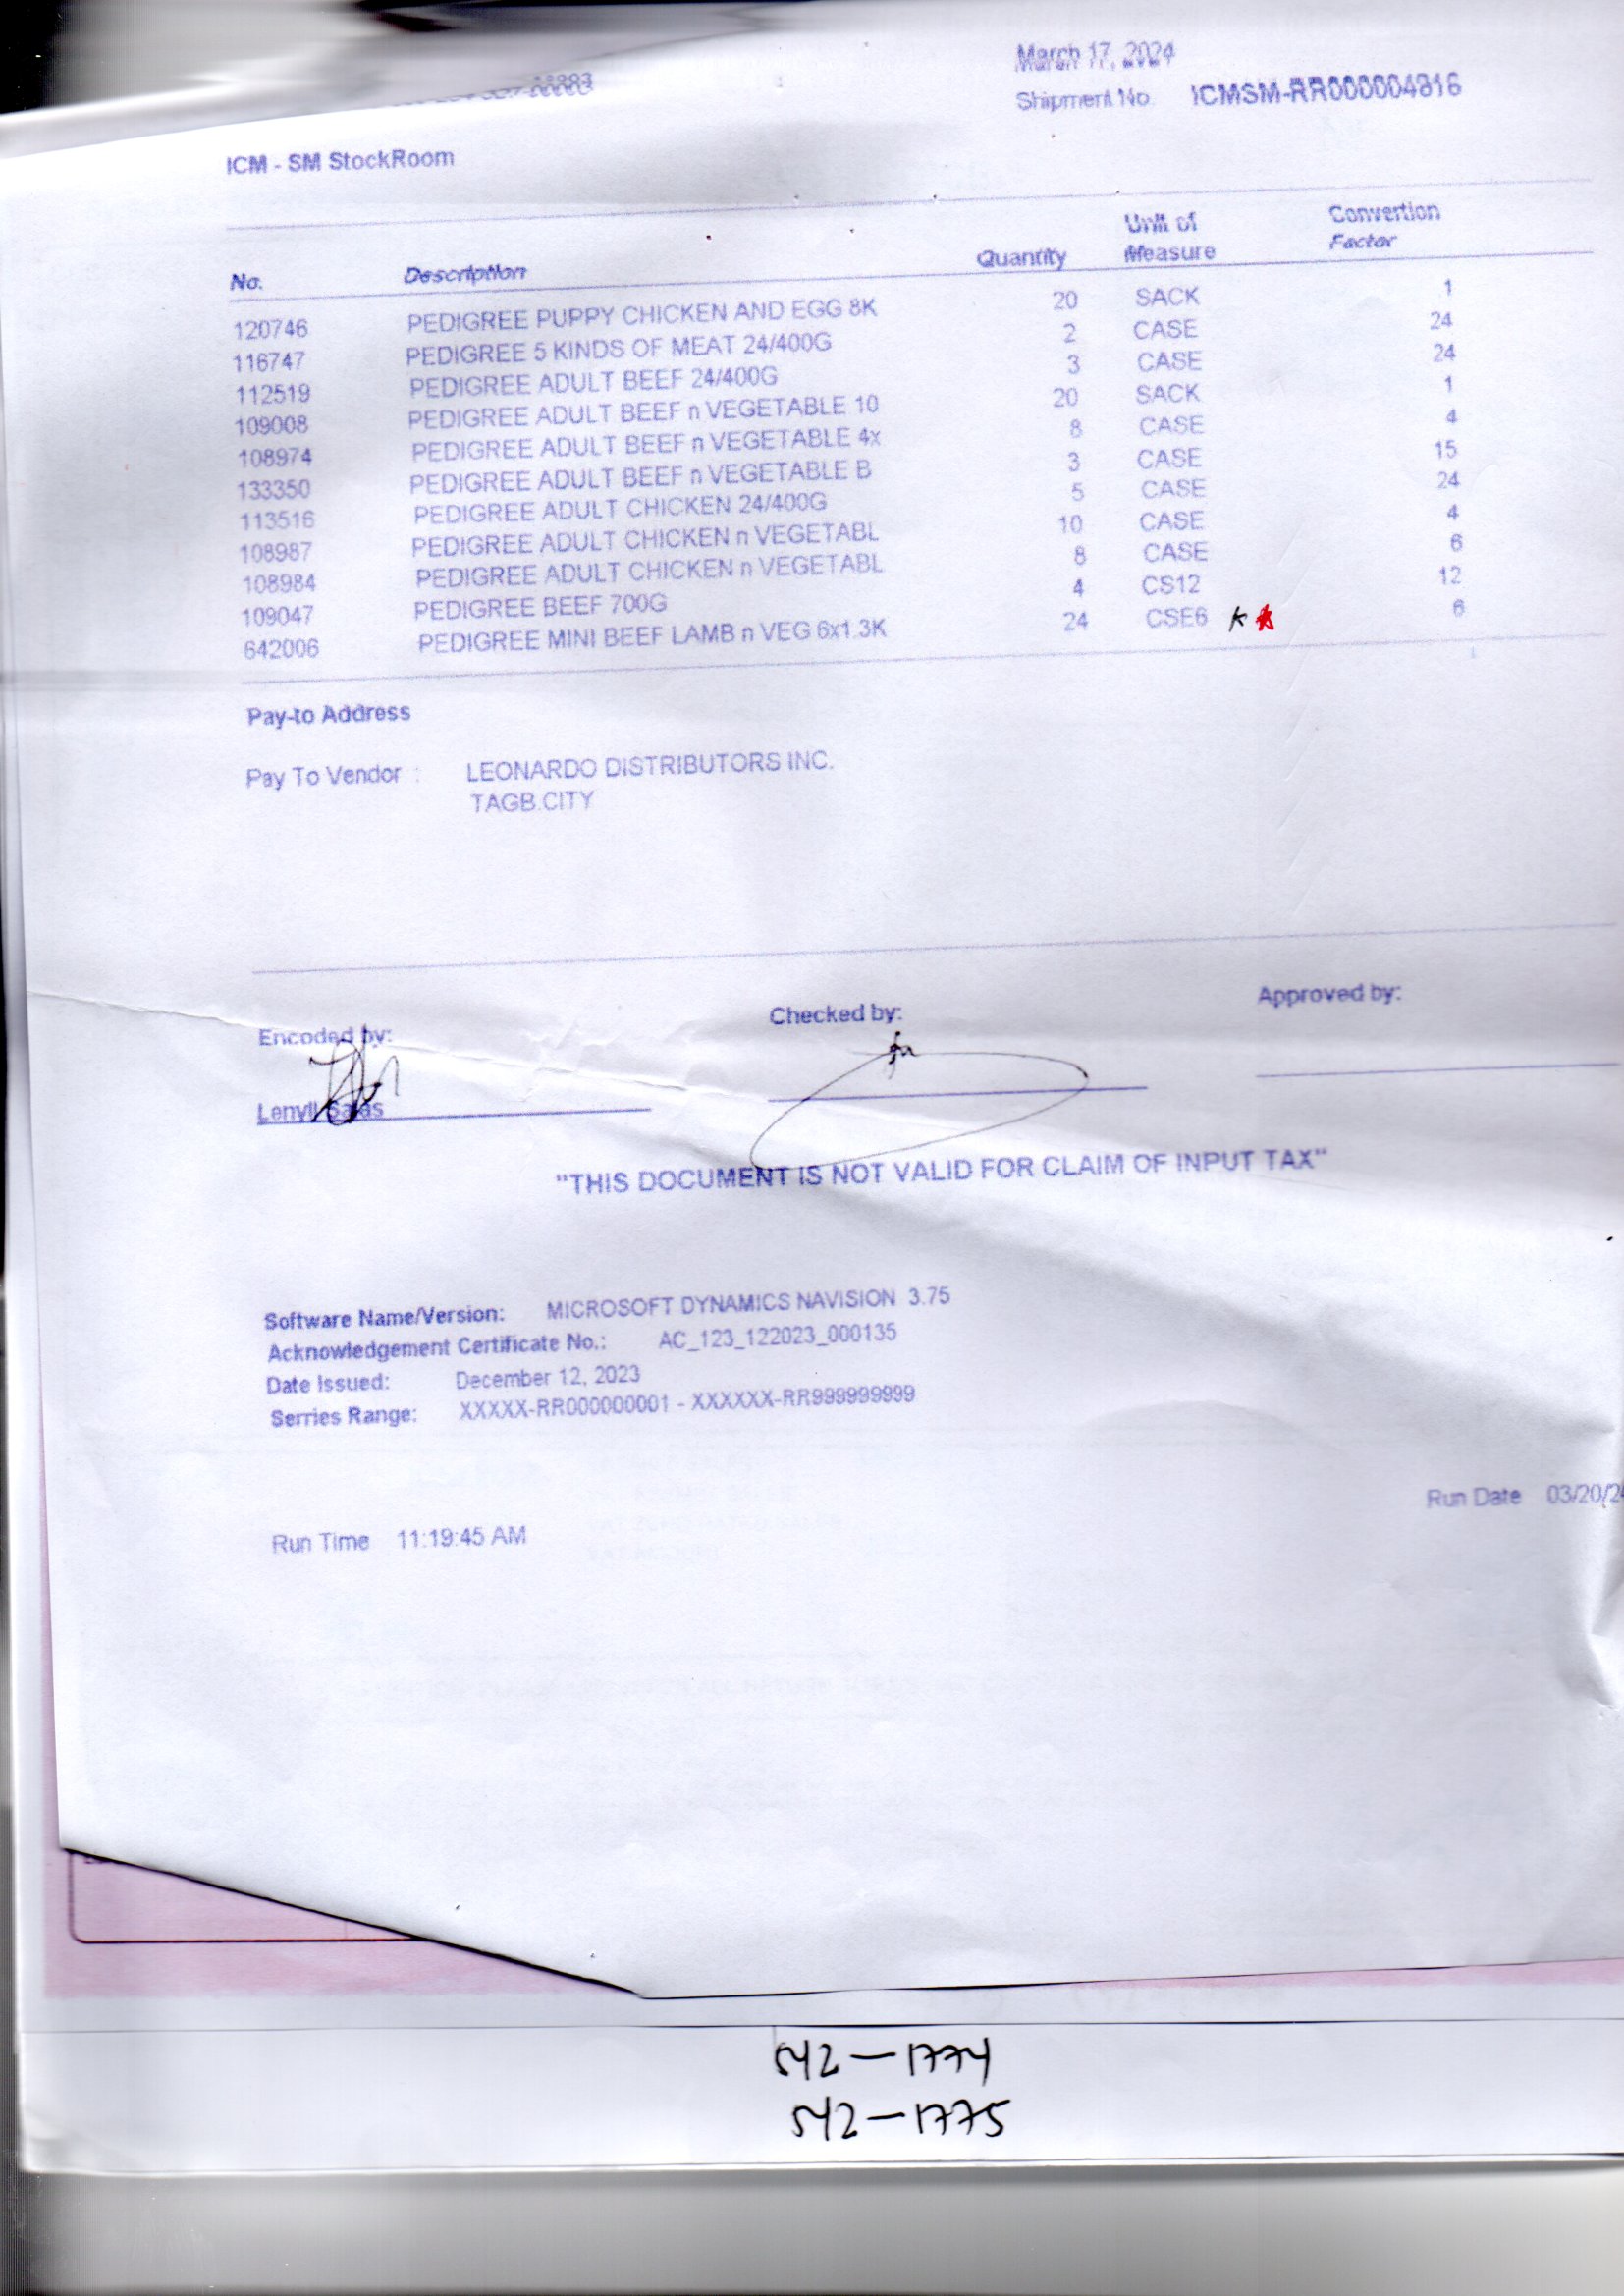 March 17, 2024
Shipment No. ICMSM-RR000004816
ICM - SM StockRoom
No. Description Quantity Unit of Measure Convertion Factor
120746 PEDIGREE PUPPY CHICKEN AND EGG 8K 20 SACK 1
116747 PEDIGREE 5 KINDS OF MEAT 24/400G 2 CASE 24
112519 PEDIGREE ADULT BEEF 24/400G 3 CASE 24
109008 PEDIGREE ADULT BEEF n VEGETABLE 10 20 SACK 1
108974 PEDIGREE ADULT BEEF n VEGETABLE 4x 8 CASE 4
133350 PEDIGREE ADULT BEEF n VEGETABLE B 3 CASE 15
113516 PEDIGREE ADULT CHICKEN 24/400G 5 CASE 24
108987 PEDIGREE ADULT CHICKEN n VEGETABL 10 CASE 4
108984 PEDIGREE ADULT CHICKEN n VEGETABL 8 CASE 6
109047 PEDIGREE BEEF 700G 4 CS12 12
642006 PEDIGREE MINI BEEF LAMB n VEG 6x1.3K 24 CSE6 6
Pay-to Address
Pay To Vendor : LEONARDO DISTRIBUTORS INC.
TAGB.CITY
Encoded by: Checked by: Approved by:
Lenyll Salas
"THIS DOCUMENT IS NOT VALID FOR CLAIM OF INPUT TAX"
Software Name/Version: MICROSOFT DYNAMICS NAVISION 3.75
Acknowledgement Certificate No.: AC_123_122023_000135
Date Issued: December 12, 2023
Serries Range: XXXXX-RR000000001 - XXXXXX-RR999999999
Run Date 03/20/2
Run Time 11:19:45 AM
542-1774
542-1775